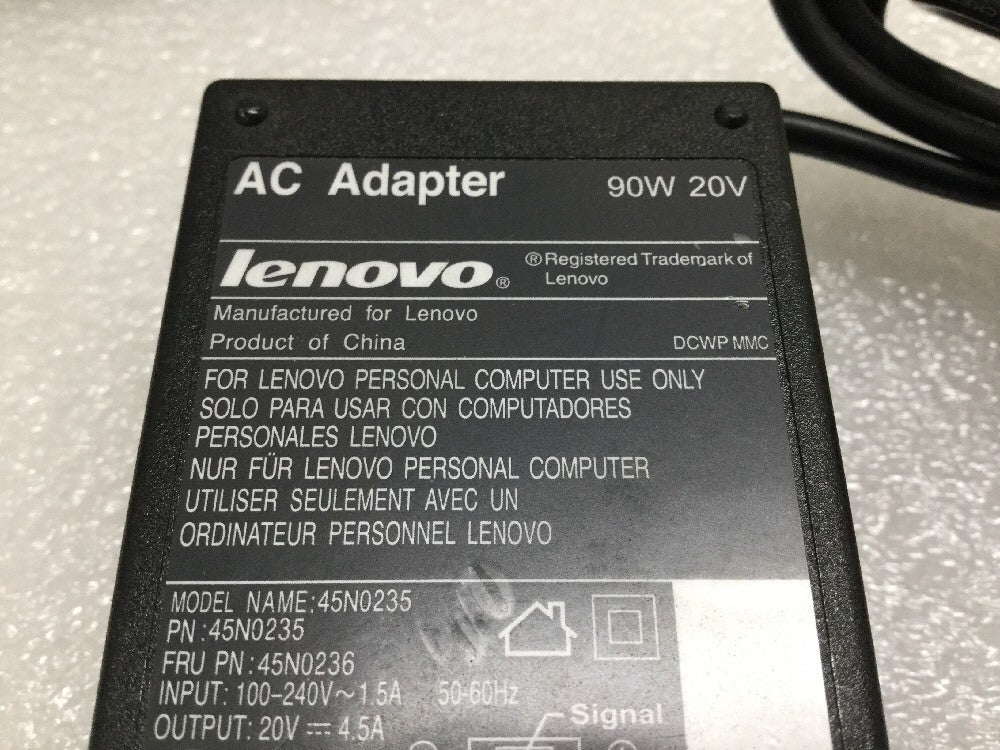 AC Adapter 90W 20V
lenovo® ® Registered Trademark of
Lenovo
Manufactured for Lenovo
Product of China DCWP MMC
FOR LENOVO PERSONAL COMPUTER USE ONLY
SOLO PARA USAR CON COMPUTADORES
PERSONALES LENOVO
NUR FÜR LENOVO PERSONAL COMPUTER
UTILISER SEULEMENT AVEC UN
ORDINATEUR PERSONNEL LENOVO
MODEL NAME:45N0235
PN:45N0235
FRU PN:45N0236
INPUT: 100-240V~1.5A 50-60Hz
OUTPUT: 20V ⎓ 4.5A
Signal